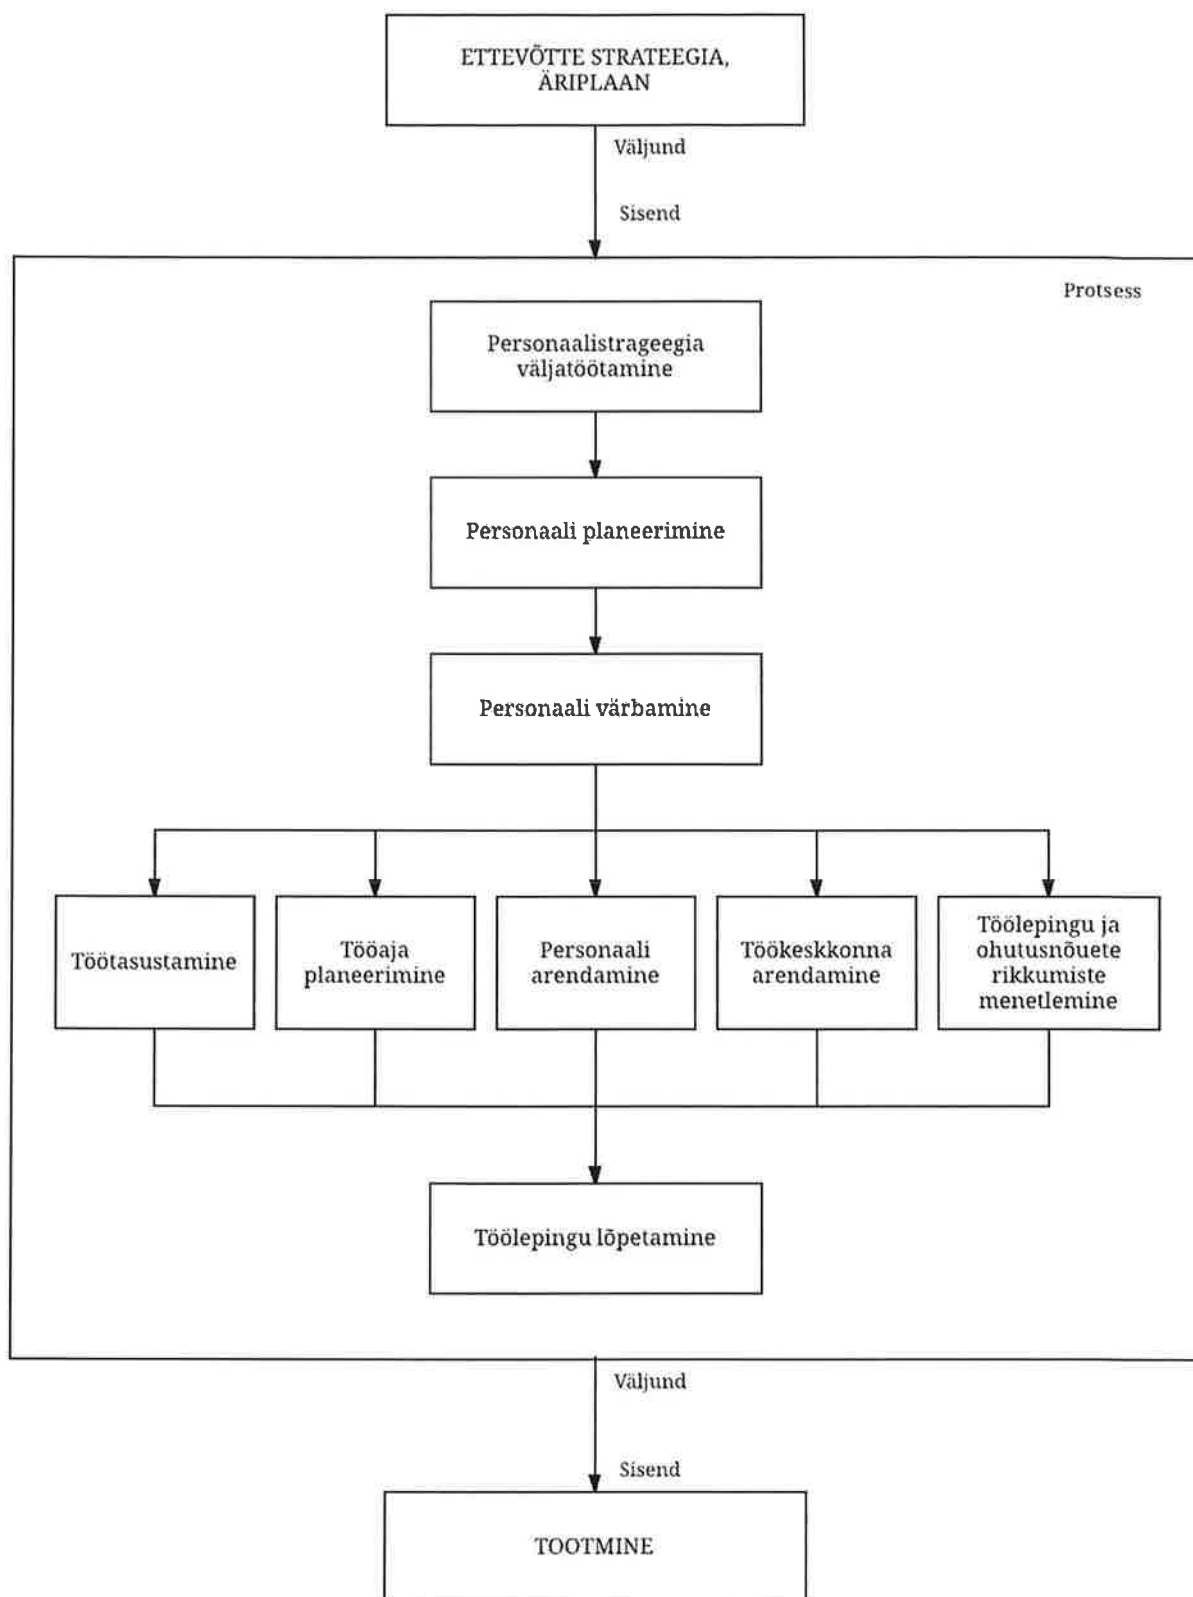 ETTEVÕTTE STRATEEGIA,
ÄRIPLAAN
Väljund
Sisend
Protsess
Personaalistrageegia
väljatöötamine
Personaali planeerimine
Personaali värbamine
Töötasustamine
Tööaja
planeerimine
Personaali
arendamine
Töökeskkonna
arendamine
Töölepingu ja
ohutusnõuete
rikkumiste
menetlemine
Töölepingu lõpetamine
Väljund
Sisend
TOOTMINE